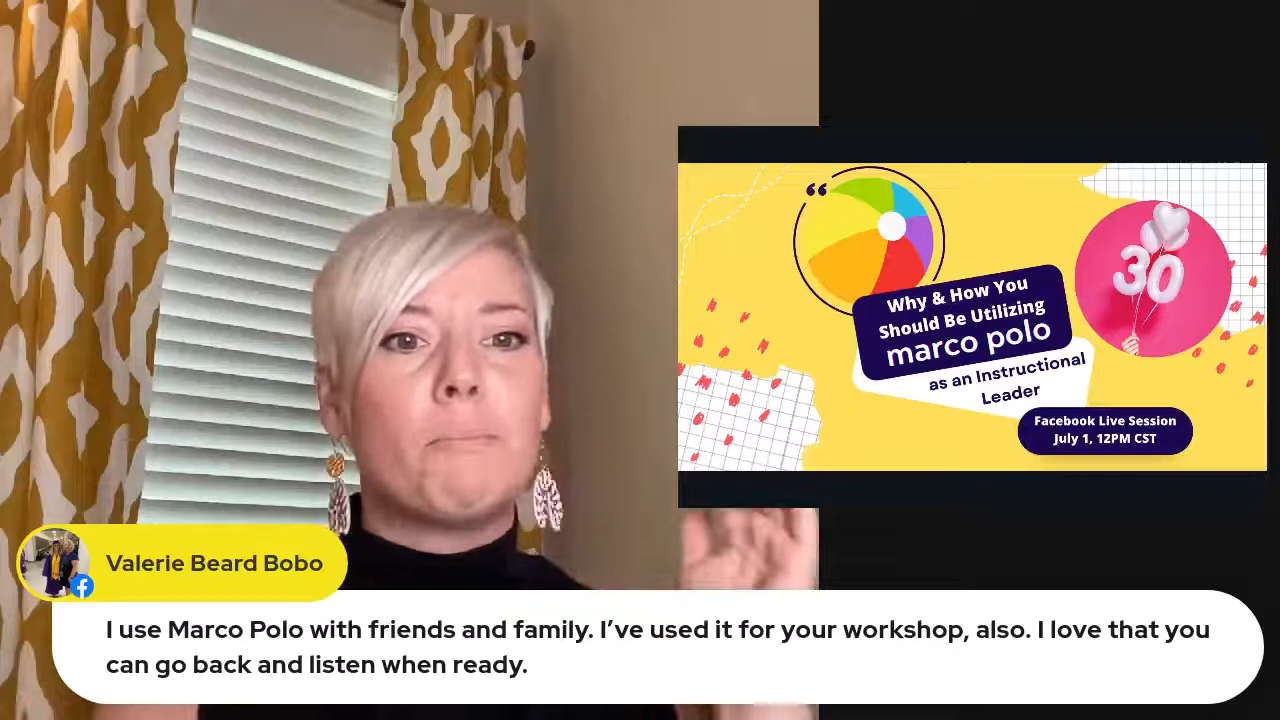 “
30
Why & How You
Should Be Utilizing
marco polo
as an Instructional
Leader
Facebook Live Session
July 1, 12PM CST
Valerie Beard Bobo
I use Marco Polo with friends and family. I’ve used it for your workshop, also. I love that you
can go back and listen when ready.